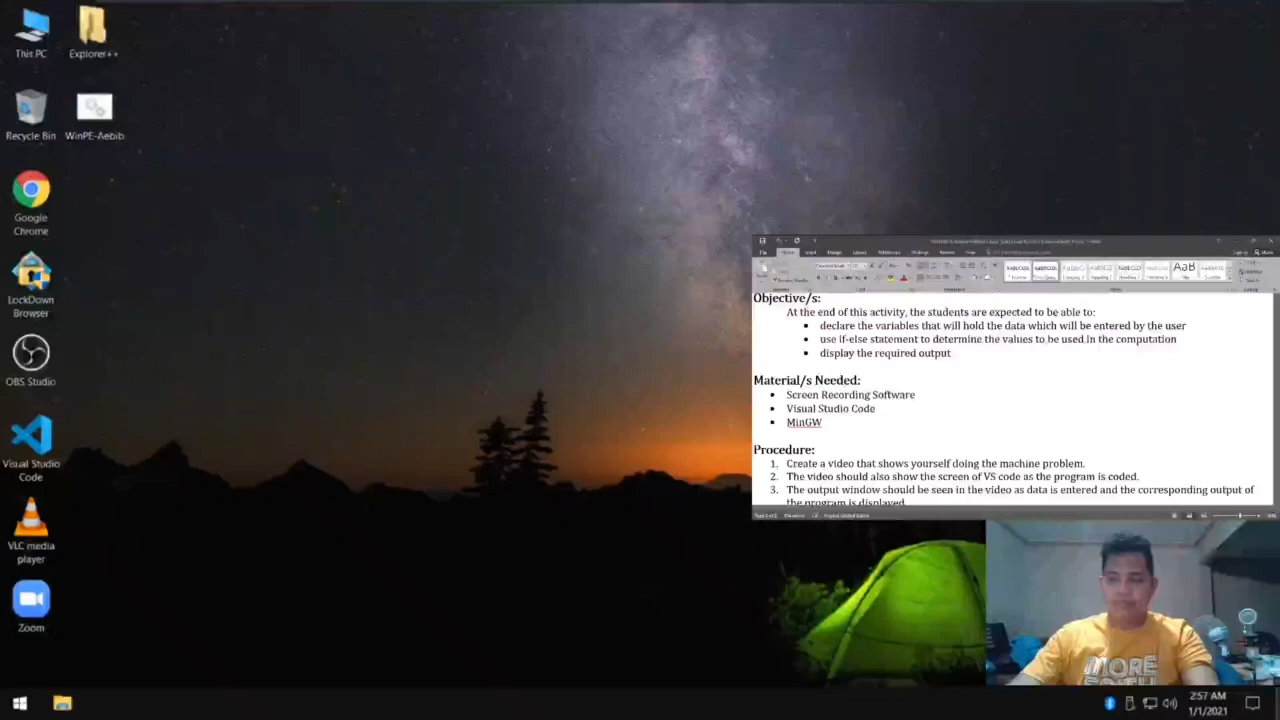 This PC
Explorer++
Recycle Bin
WinPE-Aebib
Google
Chrome
LockDown
Browser
OBS Studio
Visual Studio
Code
VLC media
player
Zoom
Objective/s:
At the end of this activity, the students are expected to be able to:
• declare the variables that will hold the data which will be entered by the user
• use if-else statement to determine the values to be used in the computation
• display the required output
Material/s Needed:
• Screen Recording Software
• Visual Studio Code
• MinGW
Procedure:
1. Create a video that shows yourself doing the machine problem.
2. The video should also show the screen of VS code as the program is coded.
3. The output window should be seen in the video as data is entered and the corresponding output of
the program is displayed.
MORE
2:57 AM
1/1/2021